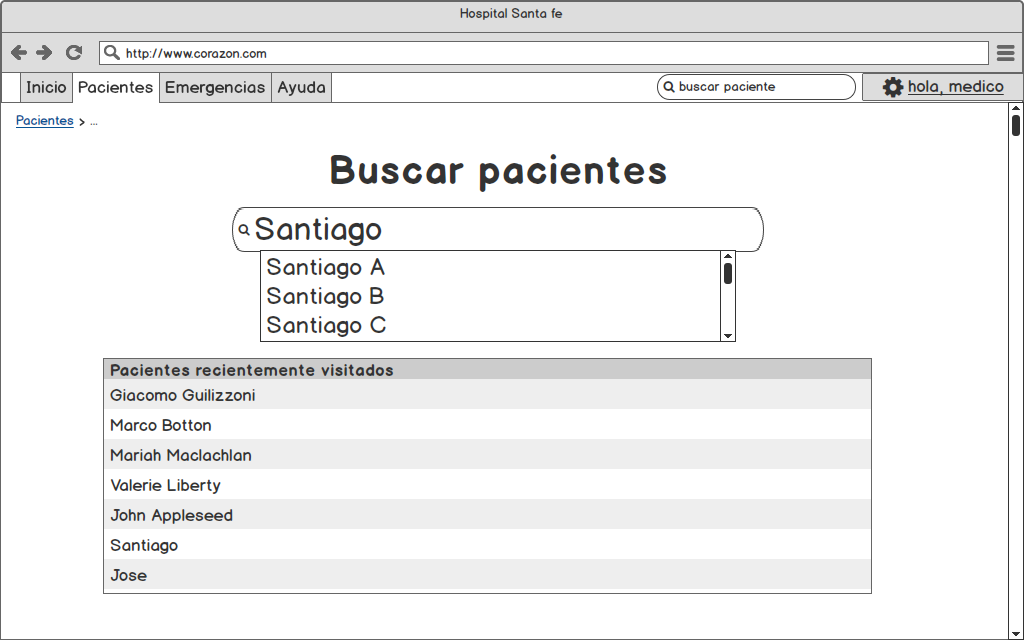 Hospital Santa fe
http://www.corazon.com
Inicio Pacientes Emergencias Ayuda buscar paciente hola, medico
Pacientes > ...
Buscar pacientes
Santiago
Santiago A
Santiago B
Santiago C
Pacientes recientemente visitados
Giacomo Guilizzoni
Marco Botton
Mariah Maclachlan
Valerie Liberty
John Appleseed
Santiago
Jose